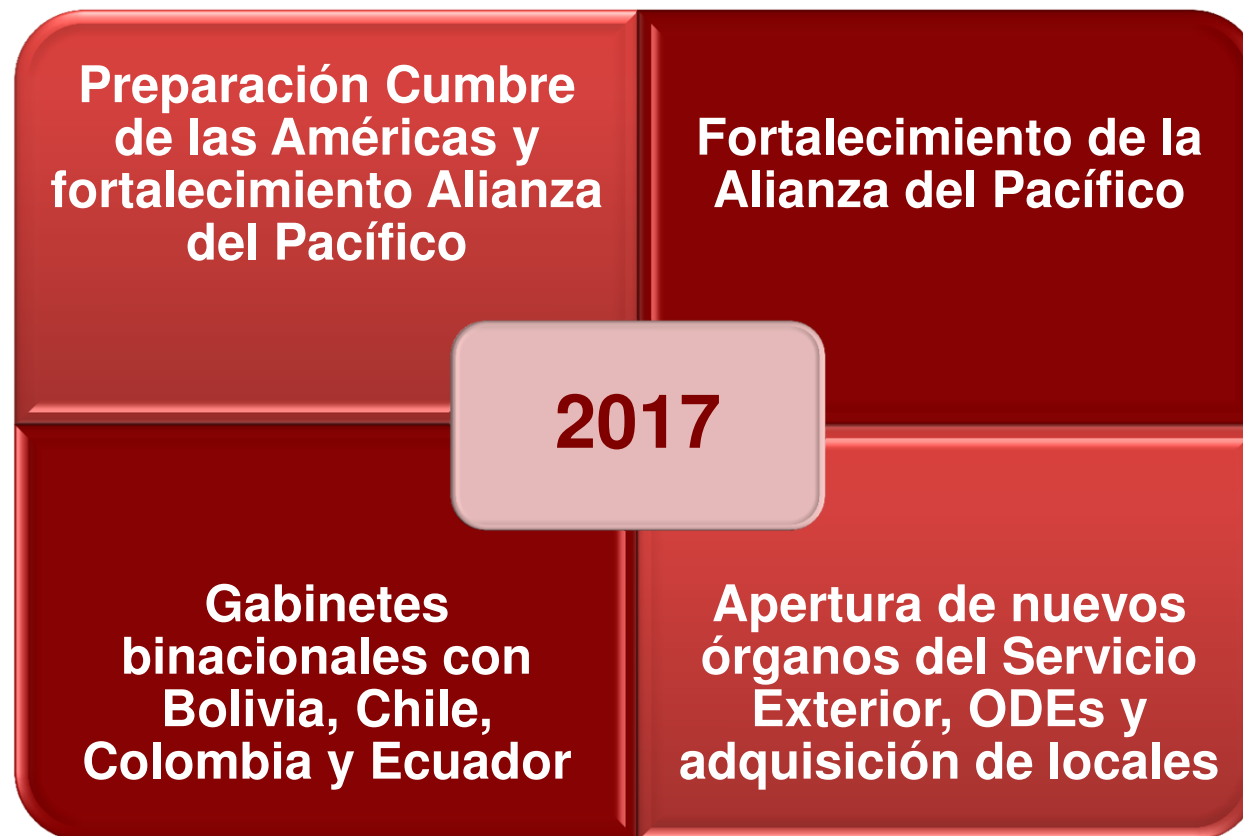 Preparación Cumbre
de las Américas y
fortalecimiento Alianza
del Pacífico
Fortalecimiento de la
Alianza del Pacífico
2017
Gabinetes
binacionales con
Bolivia, Chile,
Colombia y Ecuador
Apertura de nuevos
órganos del Servicio
Exterior, ODEs y
adquisición de locales